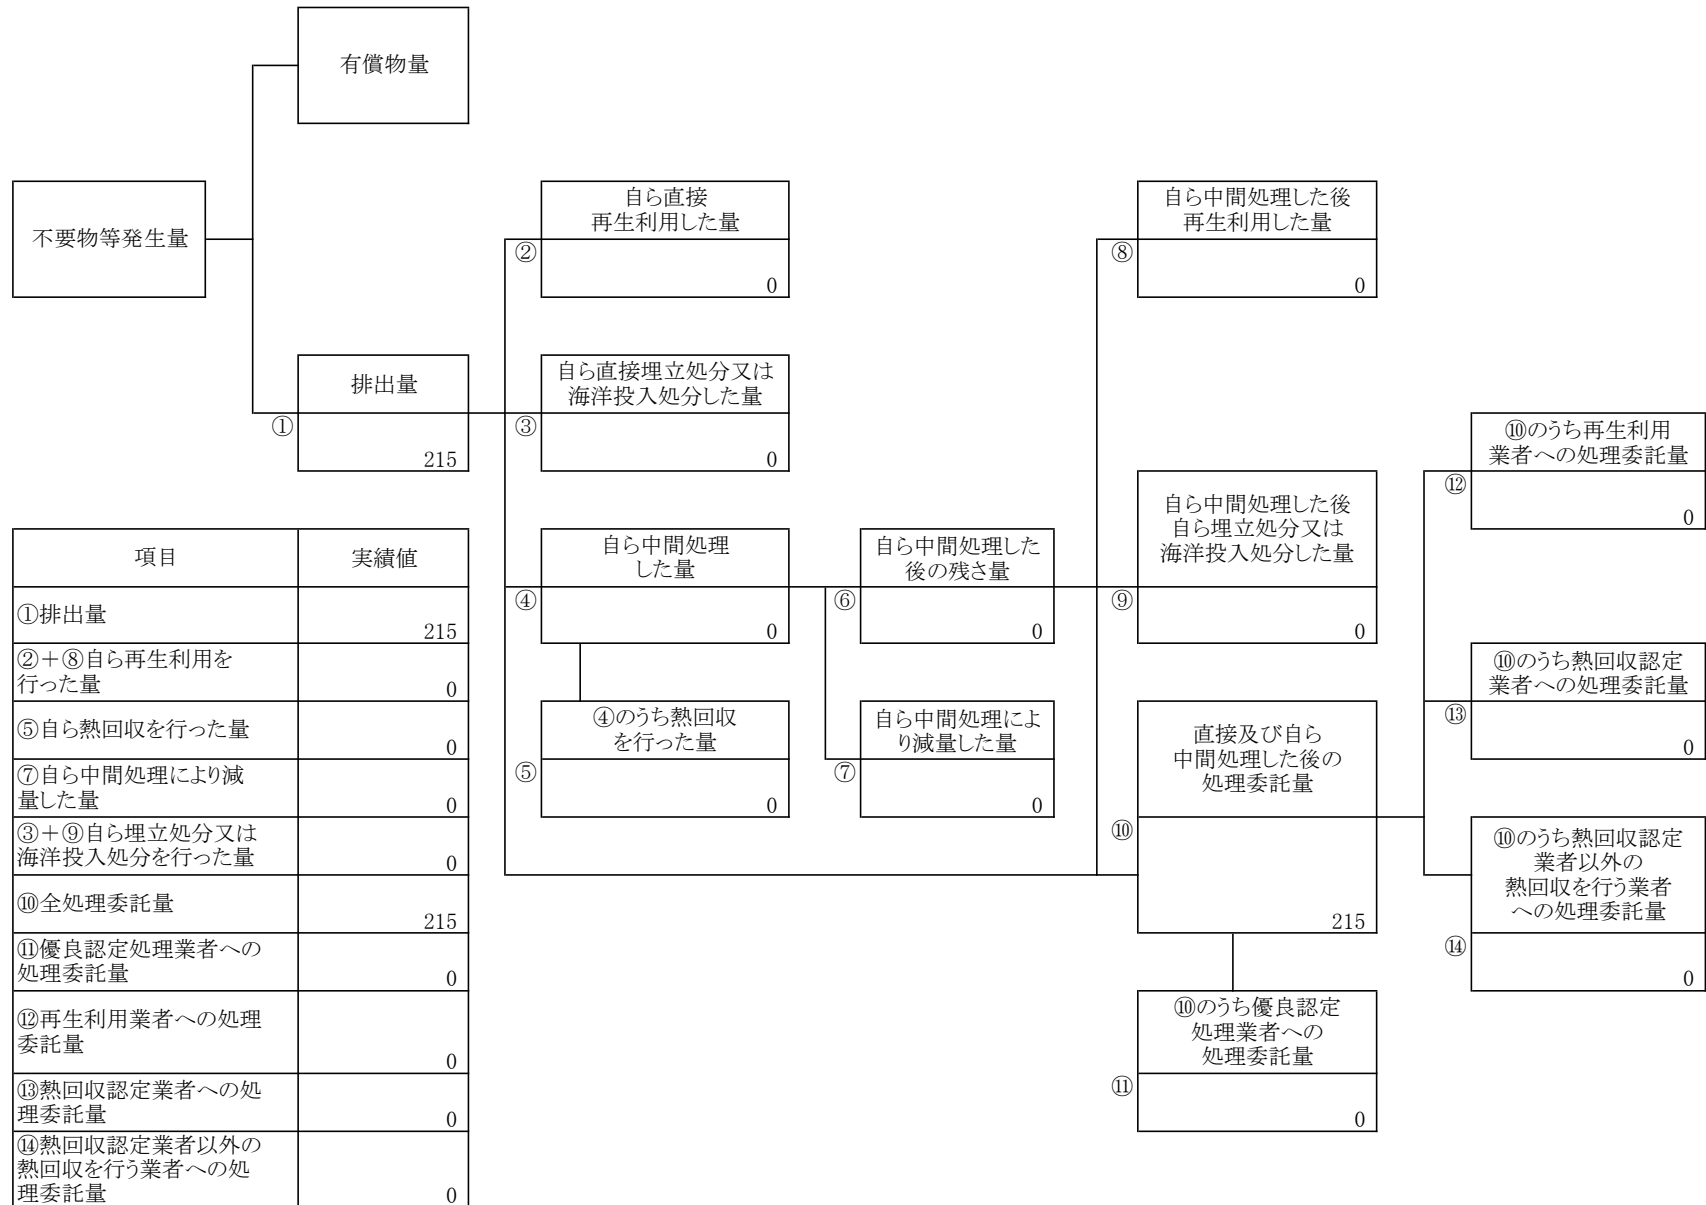 有償物量
不要物等発生量
排出量
①
215
自ら直接
再生利用した量
②
0
自ら直接埋立処分又は
海洋投入処分した量
③
0
自ら中間処理
した量
④
0
④のうち熱回収
を行った量
⑤
0
自ら中間処理した
後の残さ量
⑥
0
自ら中間処理によ
り減量した量
⑦
0
自ら中間処理した後
再生利用した量
⑧
0
自ら中間処理した後
自ら埋立処分又は
海洋投入処分した量
⑨
0
直接及び自ら
中間処理した後の
処理委託量
⑩
215
⑩のうち優良認定
処理業者への
処理委託量
⑪
0
⑩のうち再生利用
業者への処理委託量
⑫
0
⑩のうち熱回収認定
業者への処理委託量
⑬
0
⑩のうち熱回収認定
業者以外の
熱回収を行う業者
への処理委託量
⑭
0
項目 実績値
①排出量
215
②＋⑧自ら再生利用を
行った量 0
⑤自ら熱回収を行った量
0
⑦自ら中間処理により減
量した量 0
③＋⑨自ら埋立処分又は
海洋投入処分を行った量 0
⑩全処理委託量
215
⑪優良認定処理業者への
処理委託量 0
⑫再生利用業者への処理
委託量
0
⑬熱回収認定業者への処
理委託量 0
⑭熱回収認定業者以外の
熱回収を行う業者への処
理委託量 0